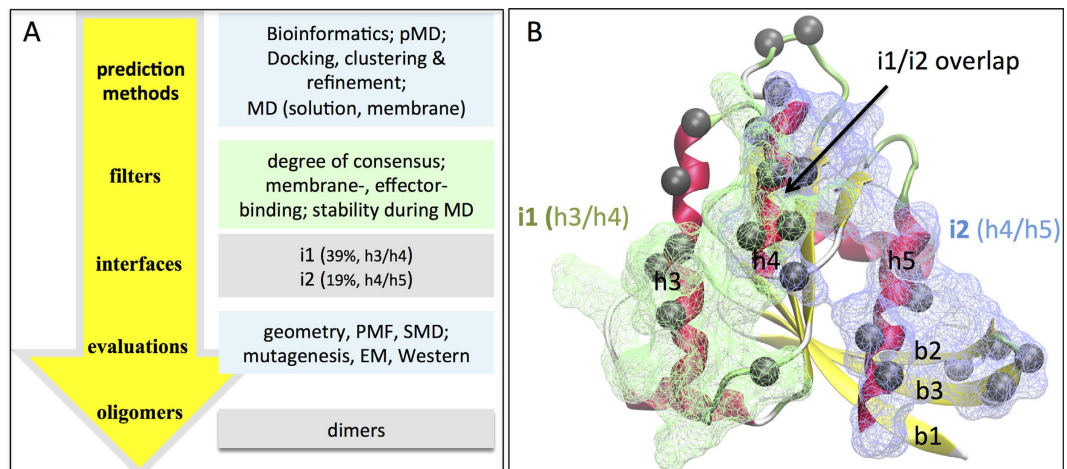 A
prediction
methods
Bioinformatics; pMD;
Docking, clustering &
refinement;
MD (solution, membrane)
filters
degree of consensus;
membrane-, effector-
binding; stability during MD
interfaces
i1 (39%, h3/h4)
i2 (19%, h4/h5)
evaluations
geometry, PMF, SMD;
mutagenesis, EM, Western
oligomers
dimers
B
i1/i2 overlap
i1 (h3/h4)
i2 (h4/h5)
h3
h4
h5
b2
b3
b1